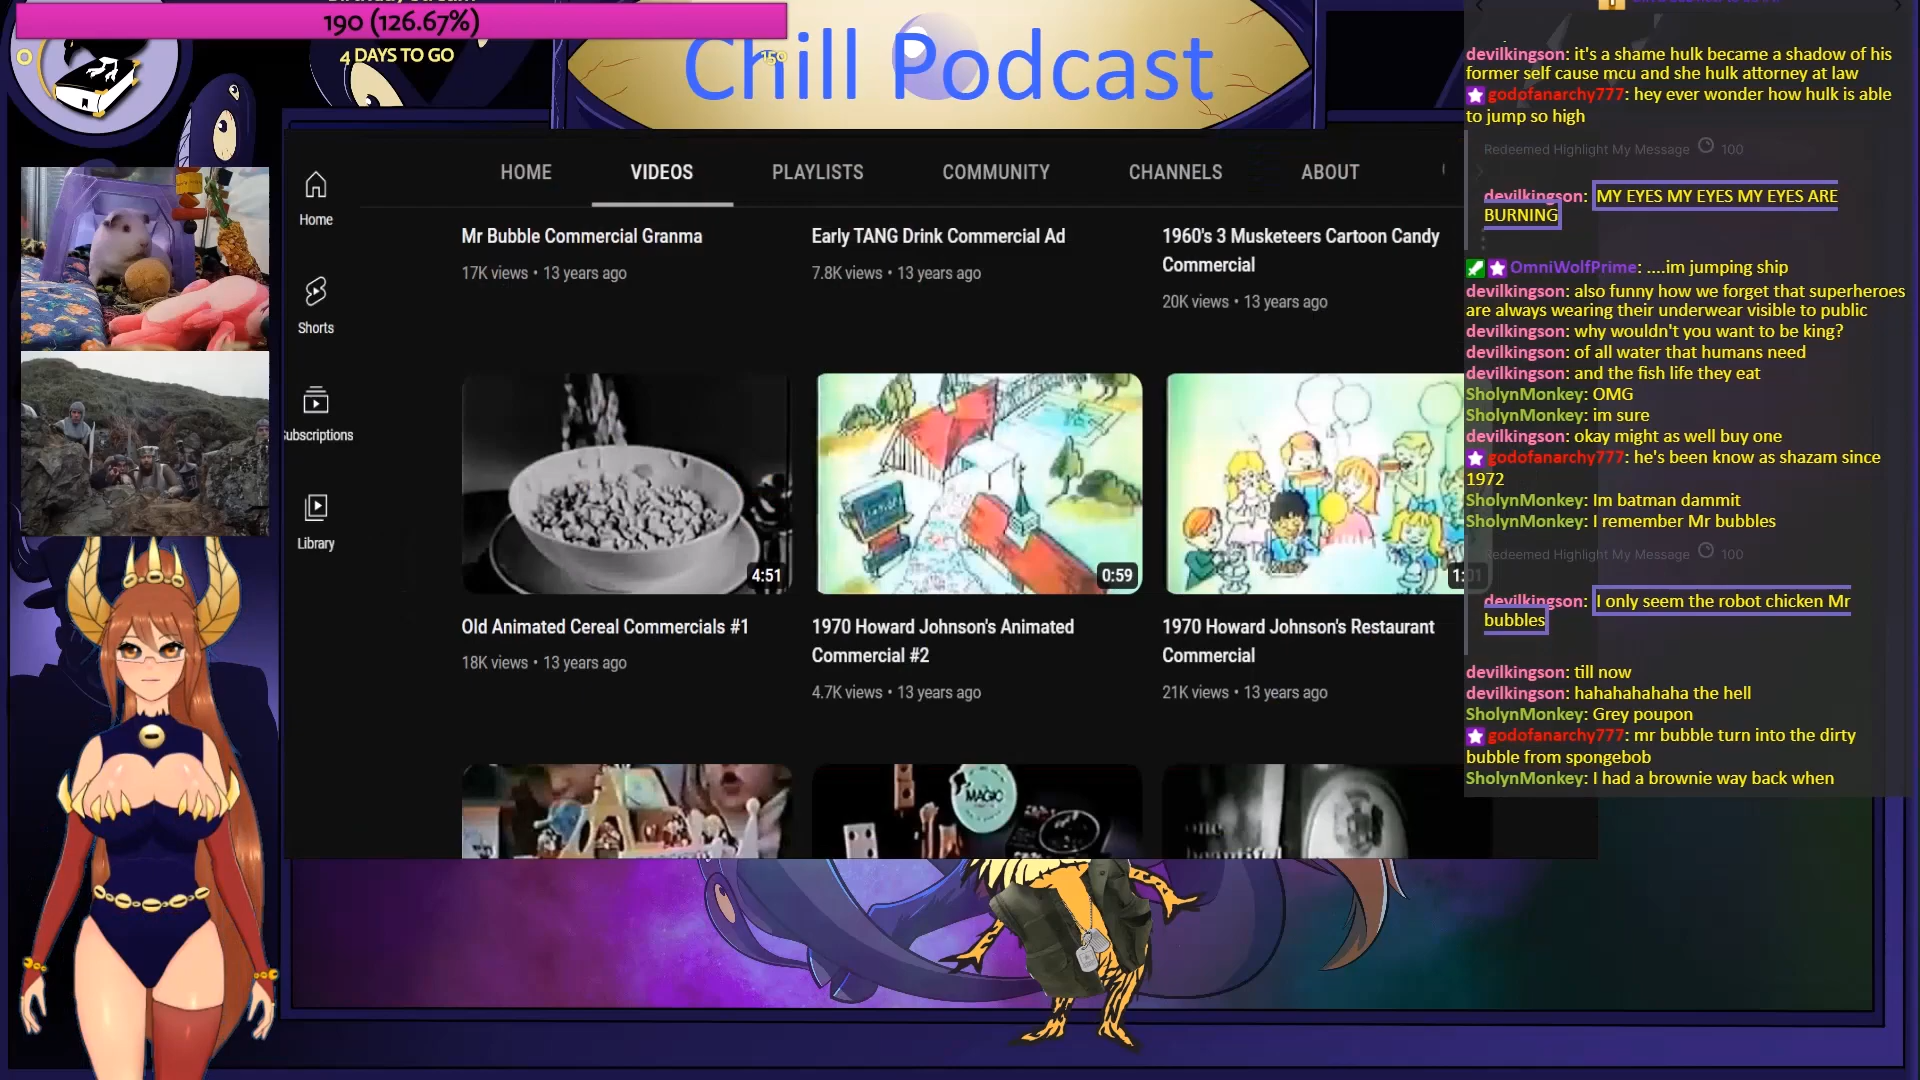 190 (126.67%)
4 DAYS TO GO
150
Chill Podcast
HOME
VIDEOS
PLAYLISTS
COMMUNITY
CHANNELS
ABOUT
Home
Shorts
Subscriptions
Library
Mr Bubble Commercial Granma
17K views • 13 years ago
Early TANG Drink Commercial Ad
7.8K views • 13 years ago
1960's 3 Musketeers Cartoon Candy
Commercial
20K views • 13 years ago
4:51
0:59
Old Animated Cereal Commercials #1
18K views • 13 years ago
1970 Howard Johnson's Animated
Commercial #2
4.7K views • 13 years ago
1970 Howard Johnson's Restaurant
Commercial
21K views • 13 years ago
MAGIC
devilkingson: it's a shame hulk became a shadow of his
former self cause mcu and she hulk attorney at law
godofanarchy777: hey ever wonder how hulk is able
to jump so high
Redeemed Highlight My Message 100
devilkingson: MY EYES MY EYES MY EYES ARE
BURNING
OmniWolfPrime: ....im jumping ship
devilkingson: also funny how we forget that superheroes
are always wearing their underwear visible to public
devilkingson: why wouldn't you want to be king?
devilkingson: of all water that humans need
devilkingson: and the fish life they eat
SholynMonkey: OMG
SholynMonkey: im sure
devilkingson: okay might as well buy one
godofanarchy777: he's been know as shazam since
1972
SholynMonkey: Im batman dammit
SholynMonkey: I remember Mr bubbles
Redeemed Highlight My Message 100
devilkingson: I only seem the robot chicken Mr
bubbles
devilkingson: till now
devilkingson: hahahahahaha the hell
SholynMonkey: Grey poupon
godofanarchy777: mr bubble turn into the dirty
bubble from spongebob
SholynMonkey: I had a brownie way back when